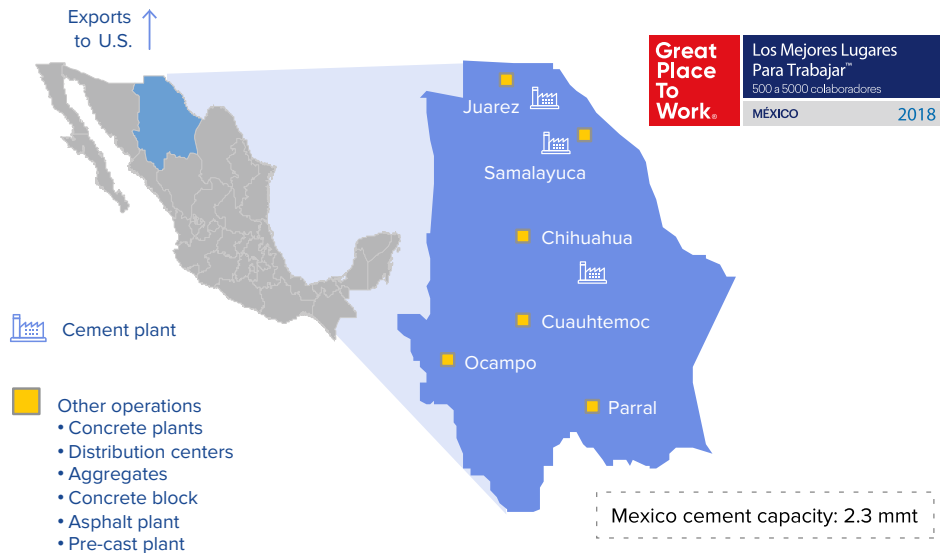 Exports
to U.S.
Great
Place
To
Work®
Los Mejores Lugares
Para Trabajar™
500 a 5000 colaboradores
MÉXICO 2018
Juarez
Samalayuca
Chihuahua
Cuauhtemoc
Ocampo
Parral
Cement plant
Other operations
• Concrete plants
• Distribution centers
• Aggregates
• Concrete block
• Asphalt plant
• Pre-cast plant
Mexico cement capacity: 2.3 mmt